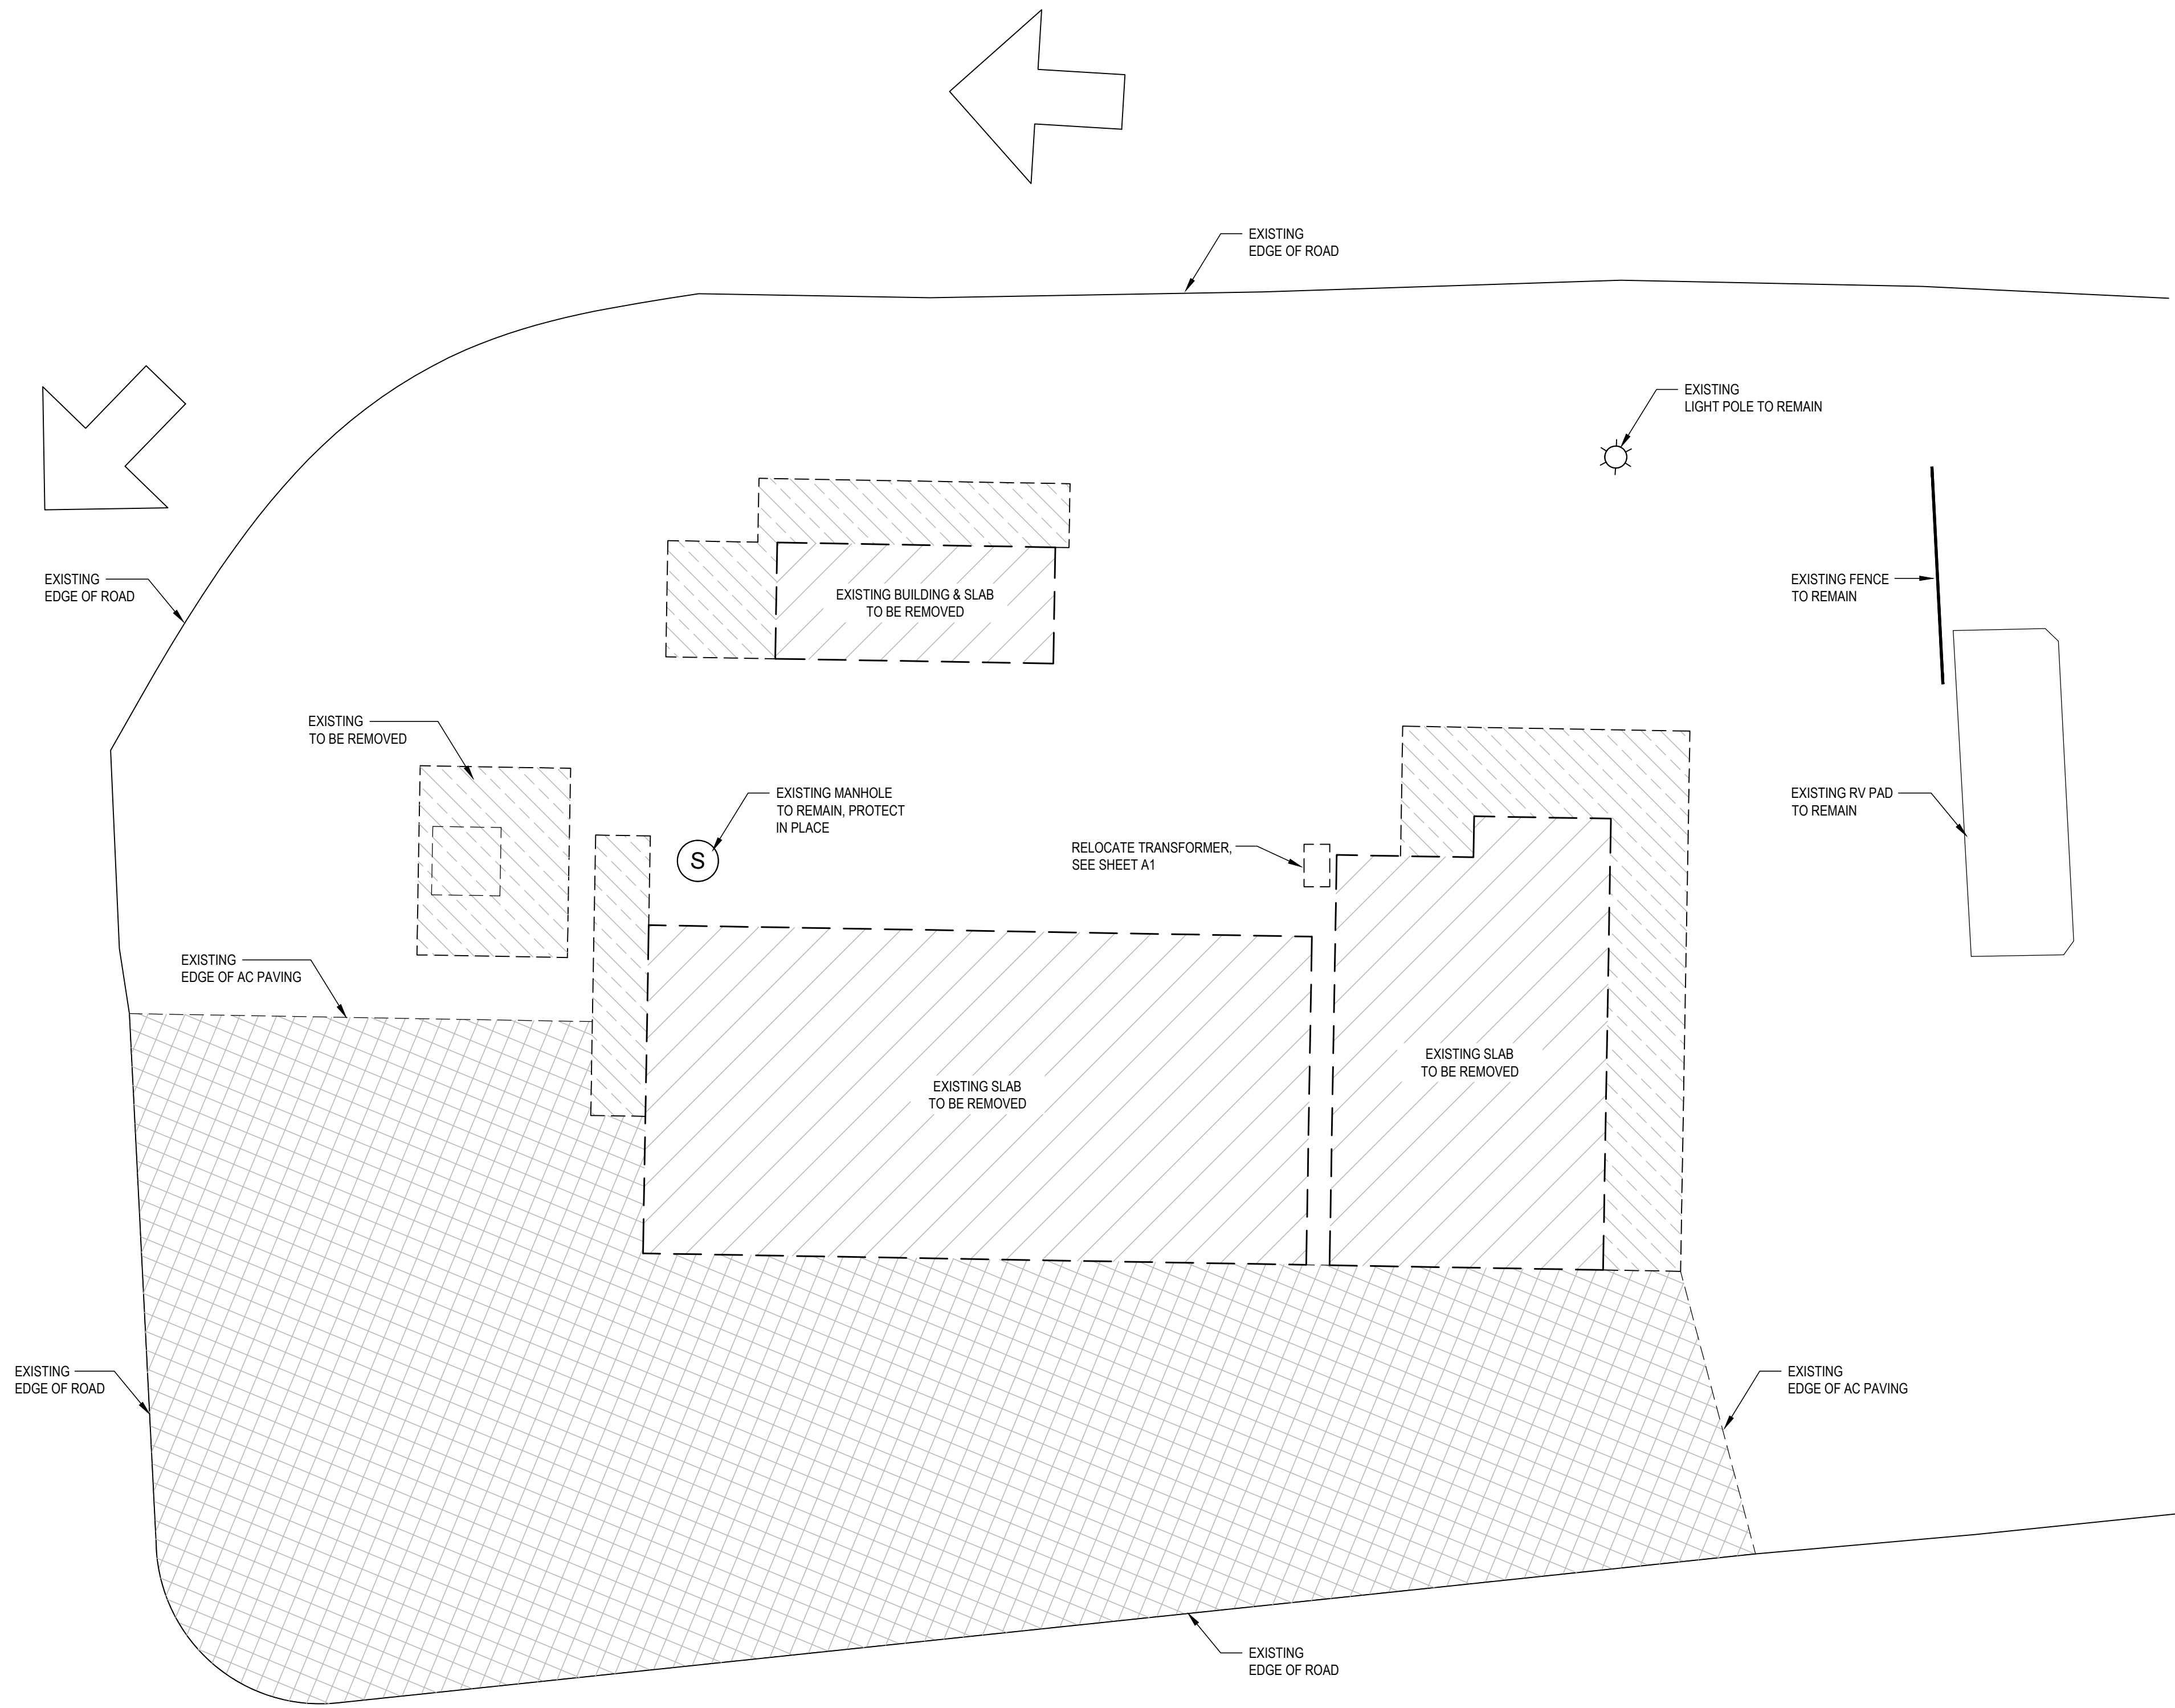 EXISTING
EDGE OF ROAD
EXISTING
LIGHT POLE TO REMAIN
EXISTING
EDGE OF ROAD
EXISTING BUILDING & SLAB
TO BE REMOVED
EXISTING FENCE
TO REMAIN
EXISTING
TO BE REMOVED
EXISTING MANHOLE
TO REMAIN, PROTECT
IN PLACE
S
RELOCATE TRANSFORMER,
SEE SHEET A1
EXISTING RV PAD
TO REMAIN
EXISTING
EDGE OF AC PAVING
EXISTING SLAB
TO BE REMOVED
EXISTING SLAB
TO BE REMOVED
EXISTING
EDGE OF ROAD
EXISTING
EDGE OF AC PAVING
EXISTING
EDGE OF ROAD